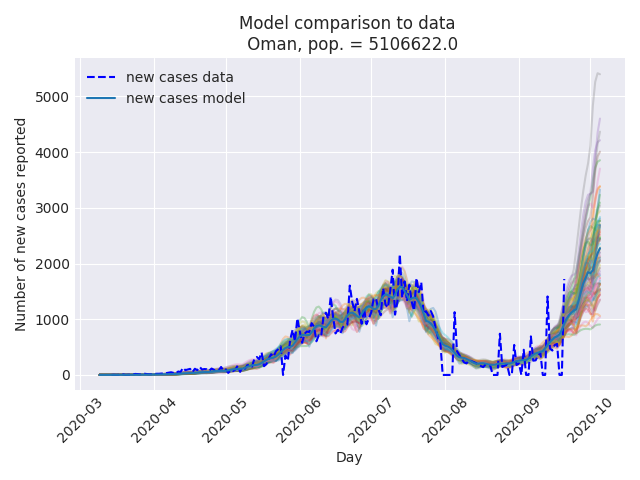 Model comparison to data
Oman, pop. = 5106622.0
new cases data
new cases model
Number of new cases reported
5000
4000
3000
2000
1000
0
2020-03
2020-04
2020-05
2020-06
2020-07
2020-08
2020-09
2020-10
Day